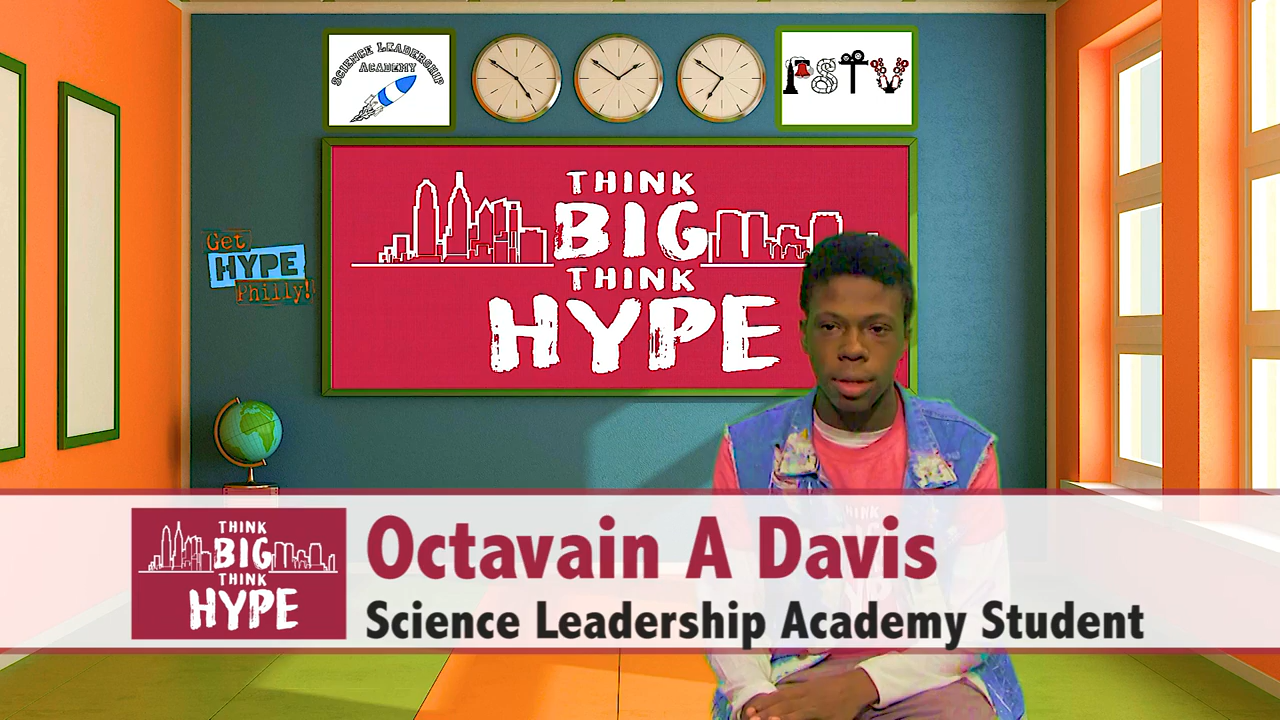 SCIENCE LEADERSHIP
ACADEMY
PSTV
THINK
BIG
THINK
HYPE
Get
HYPE
Philly!!
THINK
BIG
THINK
HYPE
Octavain A Davis
Science Leadership Academy Student